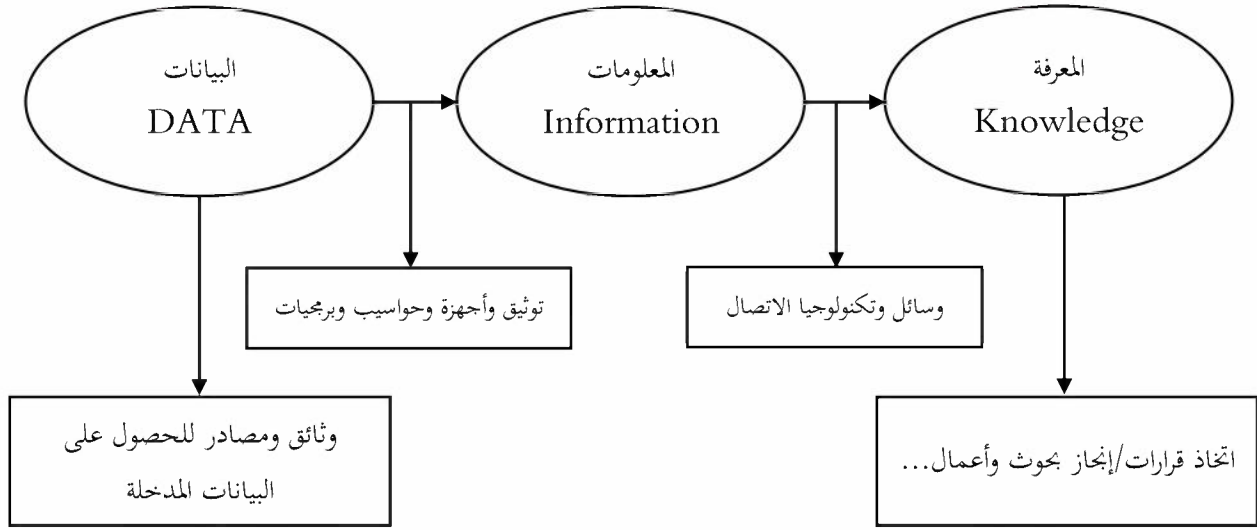 البيانات
DATA
المعلومات
Information
المعرفة
Knowledge
توثيق وأجهزة وحواسيب وبرمجيات
وسائل وتكنولوجيا الاتصال
وثائق ومصادر للحصول على
البيانات المدخلة
اتخاذ قرارات/إنجاز بحوث وأعمال...